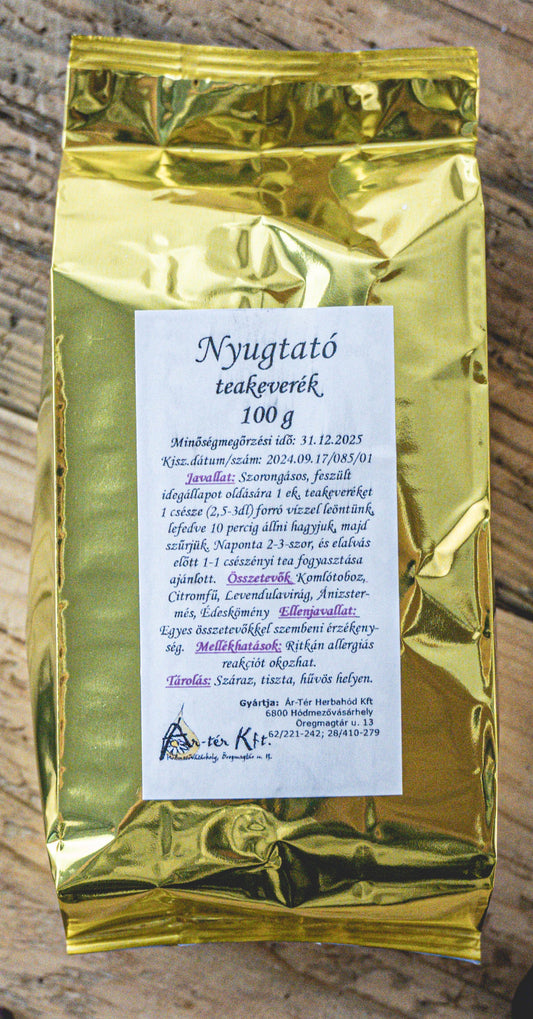 Nyugtató
teakeverék
100 g
Minőségmegőrzési idő: 31.12.2025
Kisz.dátum/szám: 2024.09.17/085/01
Javallat: Szorongásos, feszült
idegállapot oldására 1 ek. teakeveréket
1 csésze (2,5-3dl) forró vízzel leöntünk,
lefedve 10 percig állni hagyjuk, majd
szűrjük. Naponta 2-3-szor, és elalvás
előtt 1-1 csészényi tea fogyasztása
ajánlott. Összetevők Komlótoboz,
Citromfű, Levendulavirág, Ánizster-
més, Édeskömény Ellenjavallat:
Egyes összetevőkkel szembeni érzékeny-
ség. Mellékhatások: Ritkán allergiás
reakciót okozhat.
Tárolás: Száraz, tiszta, hűvös helyen.
Gyártja: Ár-Tér Herbahód Kft
6800 Hódmezővásárhely
Öregmagtár u. 13
62/221-242; 28/410-279
Ár-tér Kft.
Hódmezővásárhely, Öregmagtár u. 13.